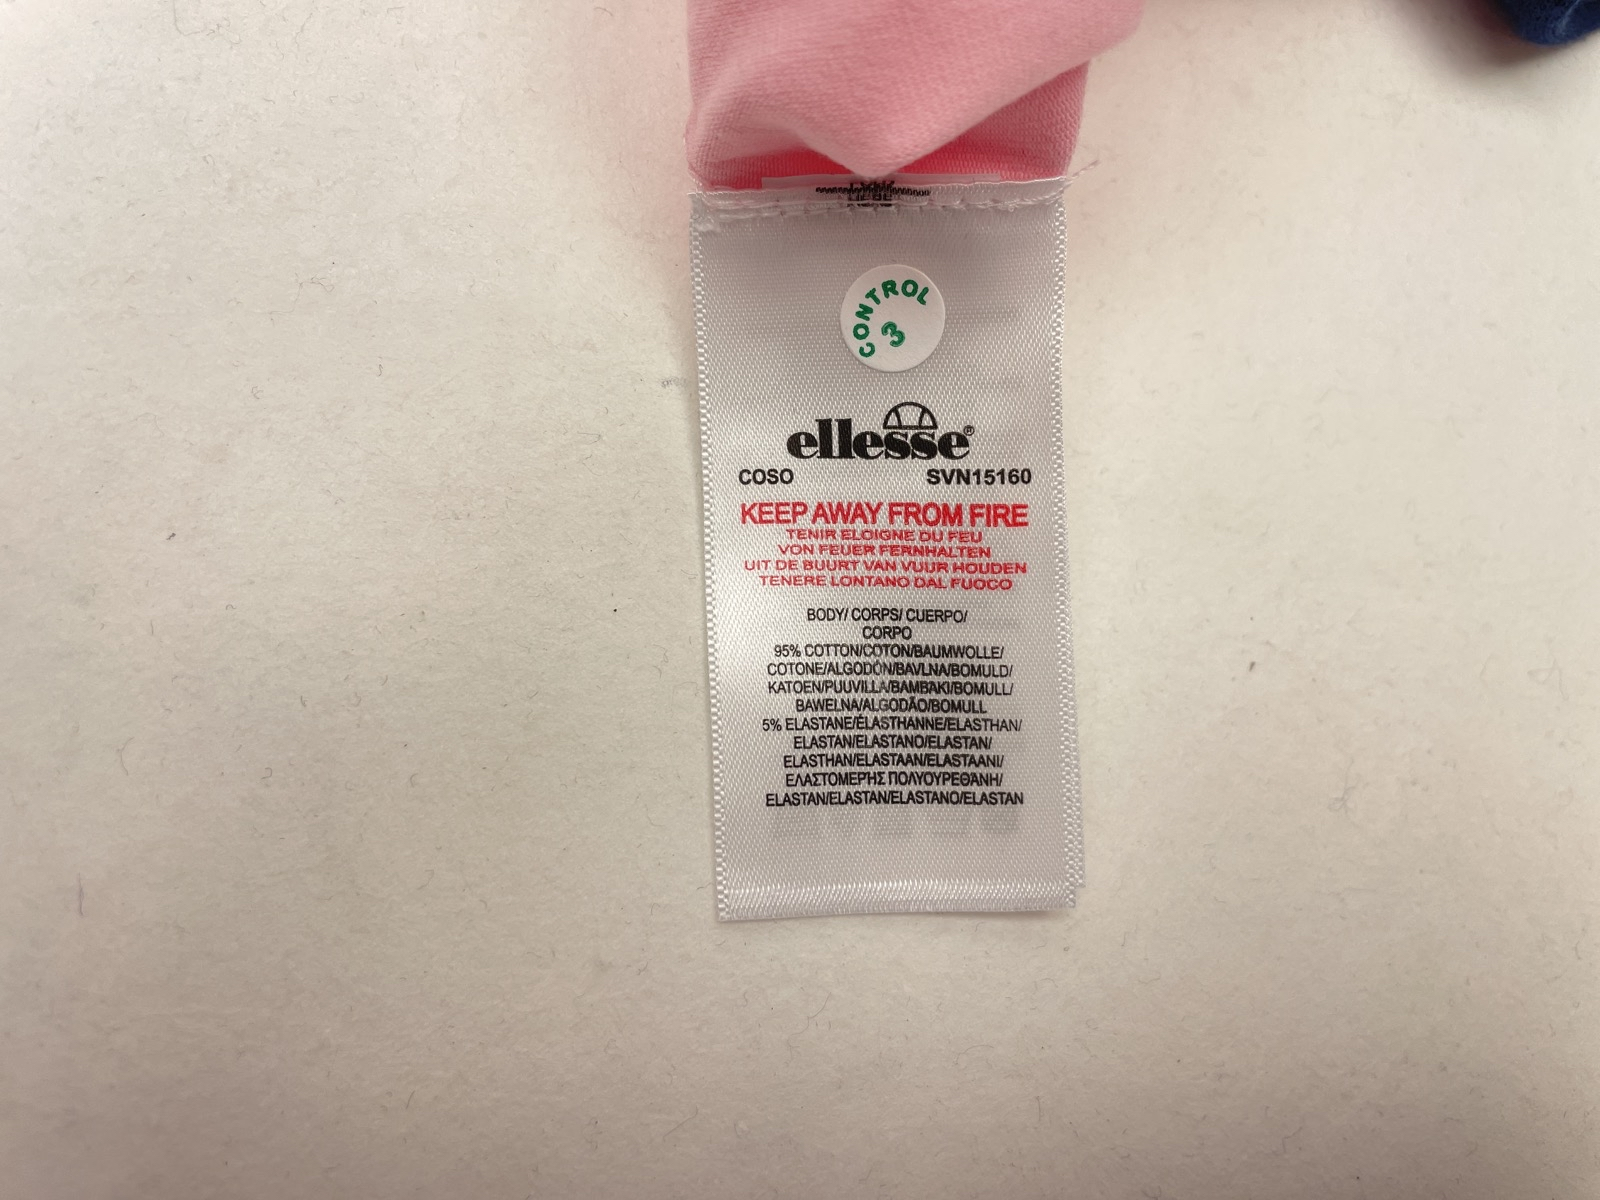 CONTROL
3
ellesse®
COSO SVN15160
KEEP AWAY FROM FIRE
TENIR ELOIGNE DU FEU
VON FEUER FERNHALTEN
UIT DE BUURT VAN VUUR HOUDEN
TENERE LONTANO DAL FUOCO
BODY/ CORPS/ CUERPO/
CORPO
95% COTTON/COTON/BAUMWOLLE/
COTONE/ALGODÓN/BAVLNA/BOMULD/
KATOEN/PUUVILLA/BAMBAKI/BOMULL/
BAWELNA/ALGODÃO/BOMULL
5% ELASTANE/ÉLASTHANNE/ELASTHAN/
ELASTAN/ELASTANO/ELASTAN/
ELASTHAN/ELASTAAN/ELASTAANI/
ΕΛΑΣΤΟΜΕΡΗΣ ΠΟΛΥΟΥΡΕΘΆΝΗ/
ELASTAN/ELASTAN/ELASTANO/ELASTAN